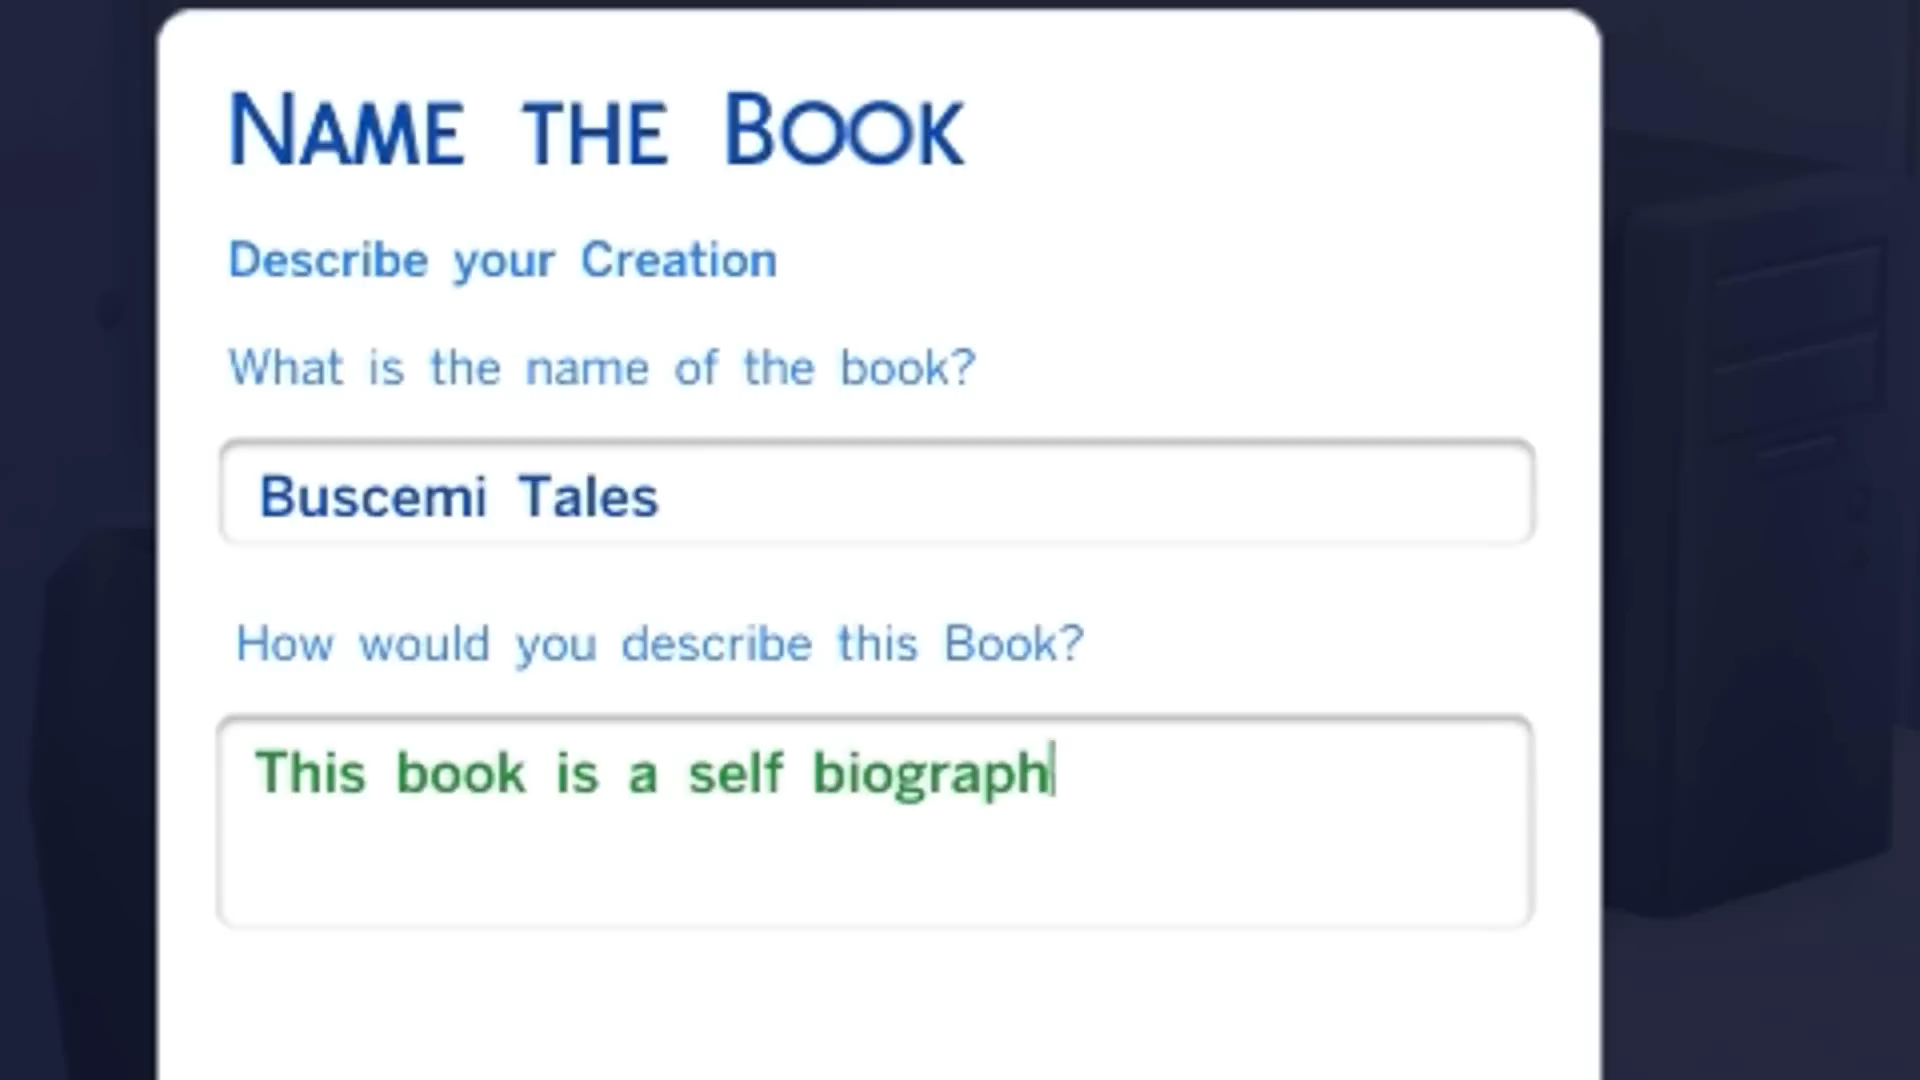 NAME THE BOOK
Describe your Creation
What is the name of the book?
Buscemi Tales
How would you describe this Book?
This book is a self biograph